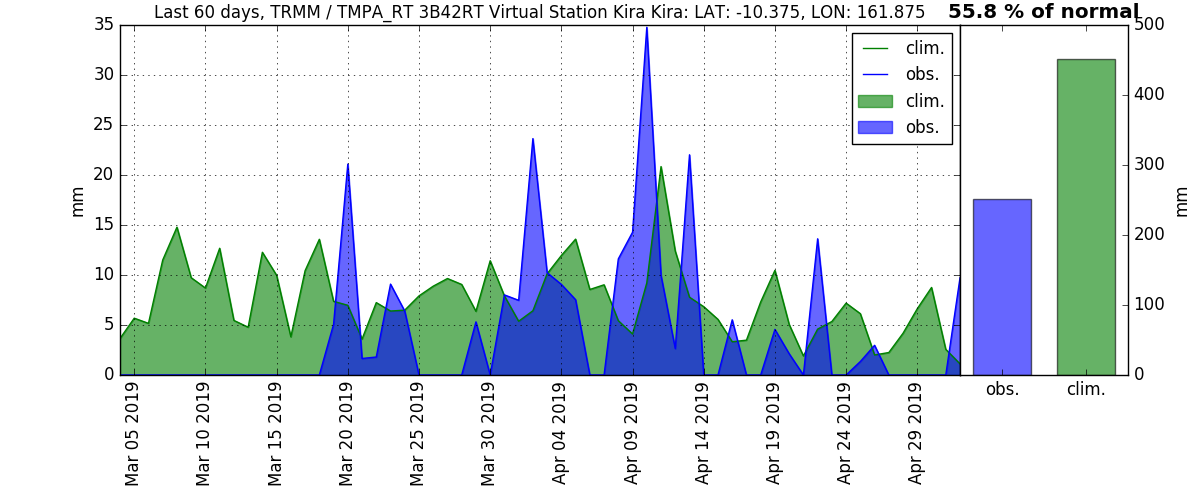 Last 60 days, TRMM / TMPA_RT 3B42RT Virtual Station Kira Kira: LAT: -10.375, LON: 161.875
55.8 % of normal
35
30
25
20
15
10
5
0
mm
clim.
obs.
clim.
obs.
500
400
300
200
100
0
mm
obs.
clim.
Mar 05 2019
Mar 10 2019
Mar 15 2019
Mar 20 2019
Mar 25 2019
Mar 30 2019
Apr 04 2019
Apr 09 2019
Apr 14 2019
Apr 19 2019
Apr 24 2019
Apr 29 2019